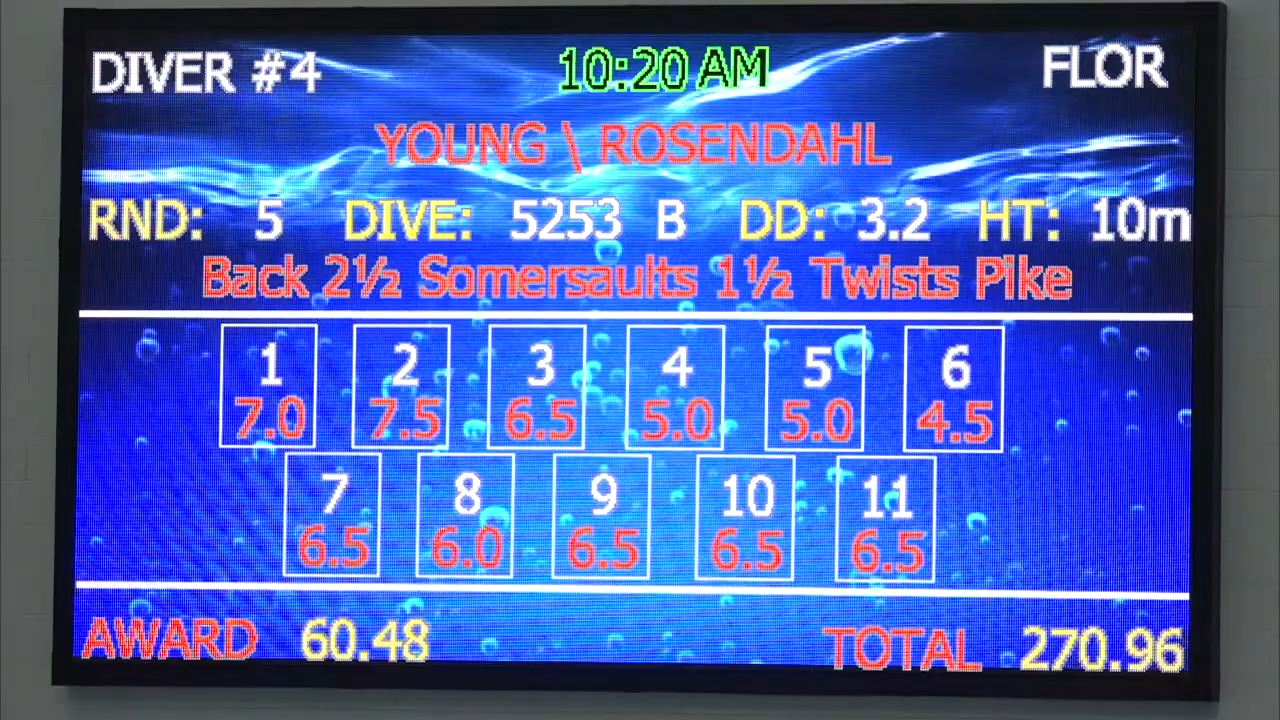 DIVER #4 10:20 AM FLOR
YOUNG \ ROSENDAHL
RND: 5 DIVE: 5253 B DD: 3.2 HT: 10m
Back 2½ Somersaults 1½ Twists Pike
1 2 3 4 5 6
7.0 7.5 6.5 5.0 5.0 4.5
7 8 9 10 11
6.5 6.0 6.5 6.5 6.5
AWARD 60.48 TOTAL 270.96